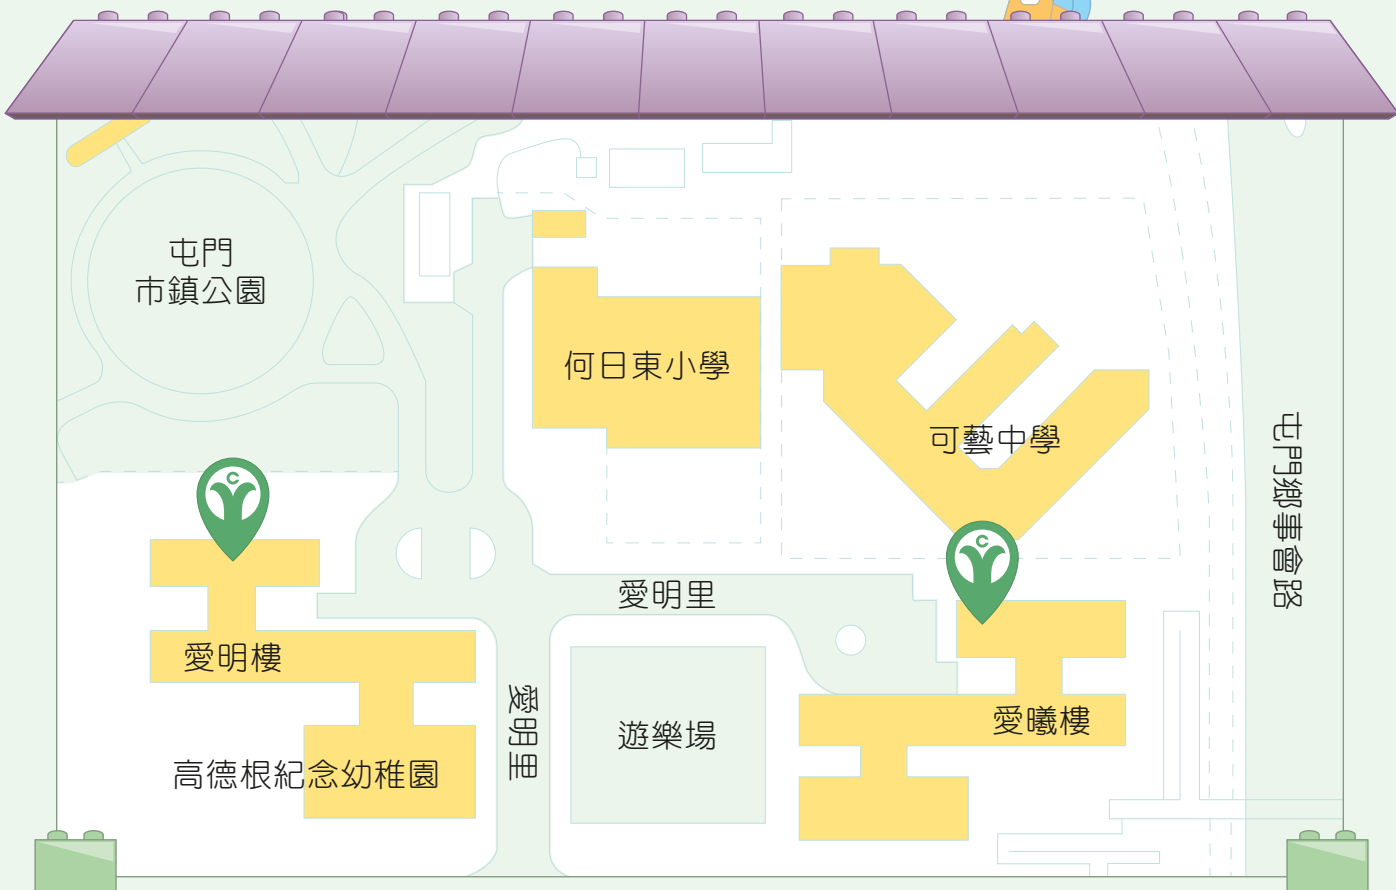 屯門
市鎮公園
何日東小學
可藝中學
屯門鄉事會路
愛明里
愛明樓
愛明里
遊樂場
愛曦樓
高德根紀念幼稚園
C
C